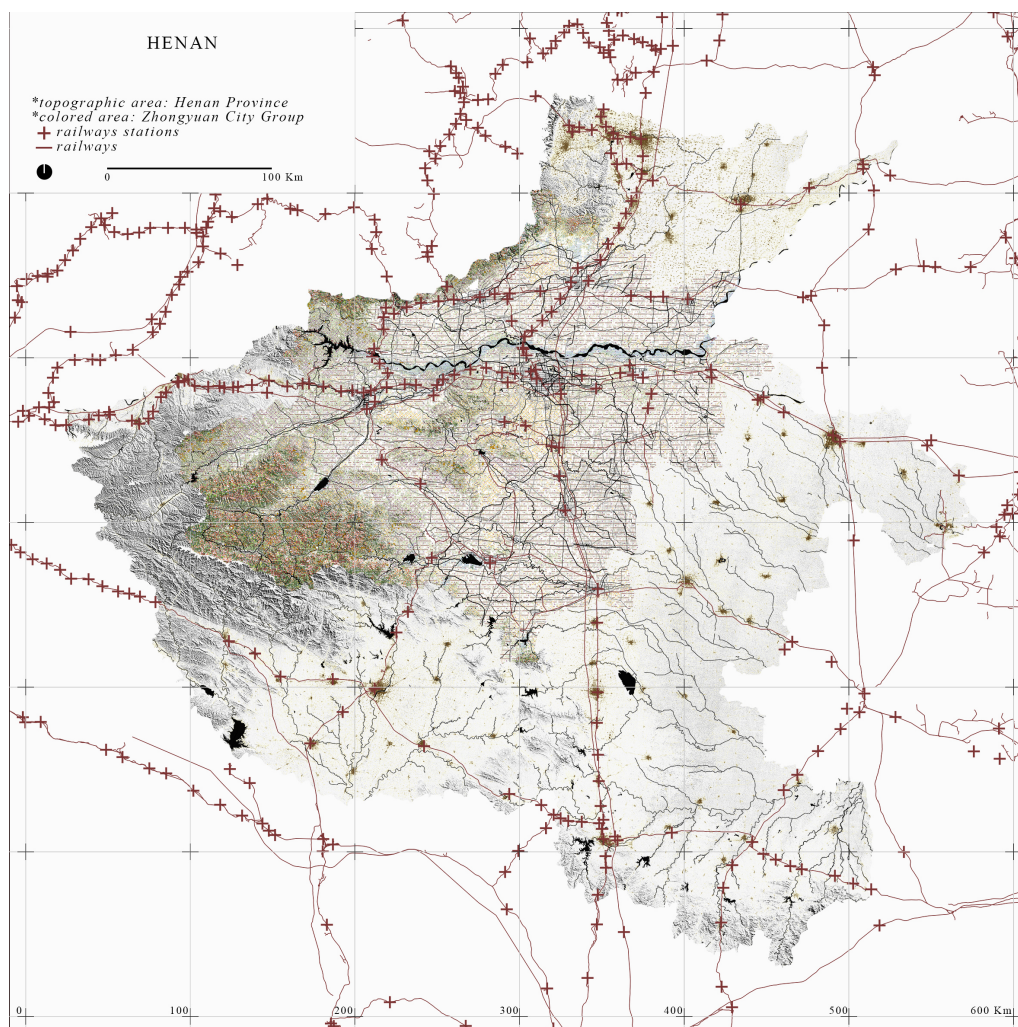 HENAN
*topographic area: Henan Province
*colored area: Zhongyuan City Group
railways stations
railways
0 100 Km
0 100 200 300 400 500 600 Km